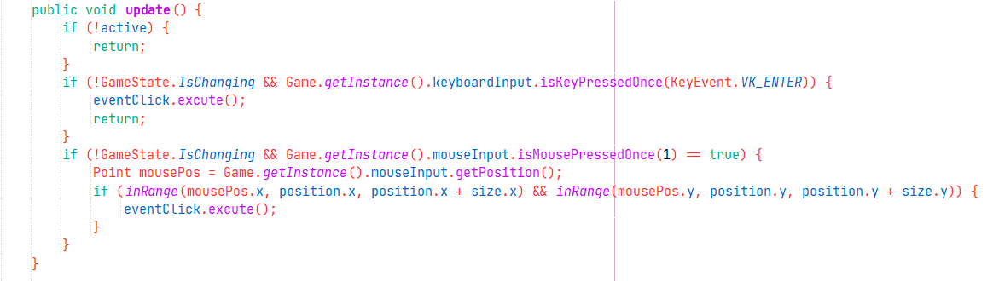 public void update() {
if (!active) {
return;
}
if (!GameState.IsChanging && Game.getInstance().keyboardInput.isKeyPressedOnce(KeyEvent.VK_ENTER)) {
eventClick.excute();
return;
}
if (!GameState.IsChanging && Game.getInstance().mouseInput.isMousePressedOnce(1) == true) {
Point mousePos = Game.getInstance().mouseInput.getPosition();
if (inRange(mousePos.x, position.x, position.x + size.x) && inRange(mousePos.y, position.y, position.y + size.y)) {
eventClick.excute();
}
}
}